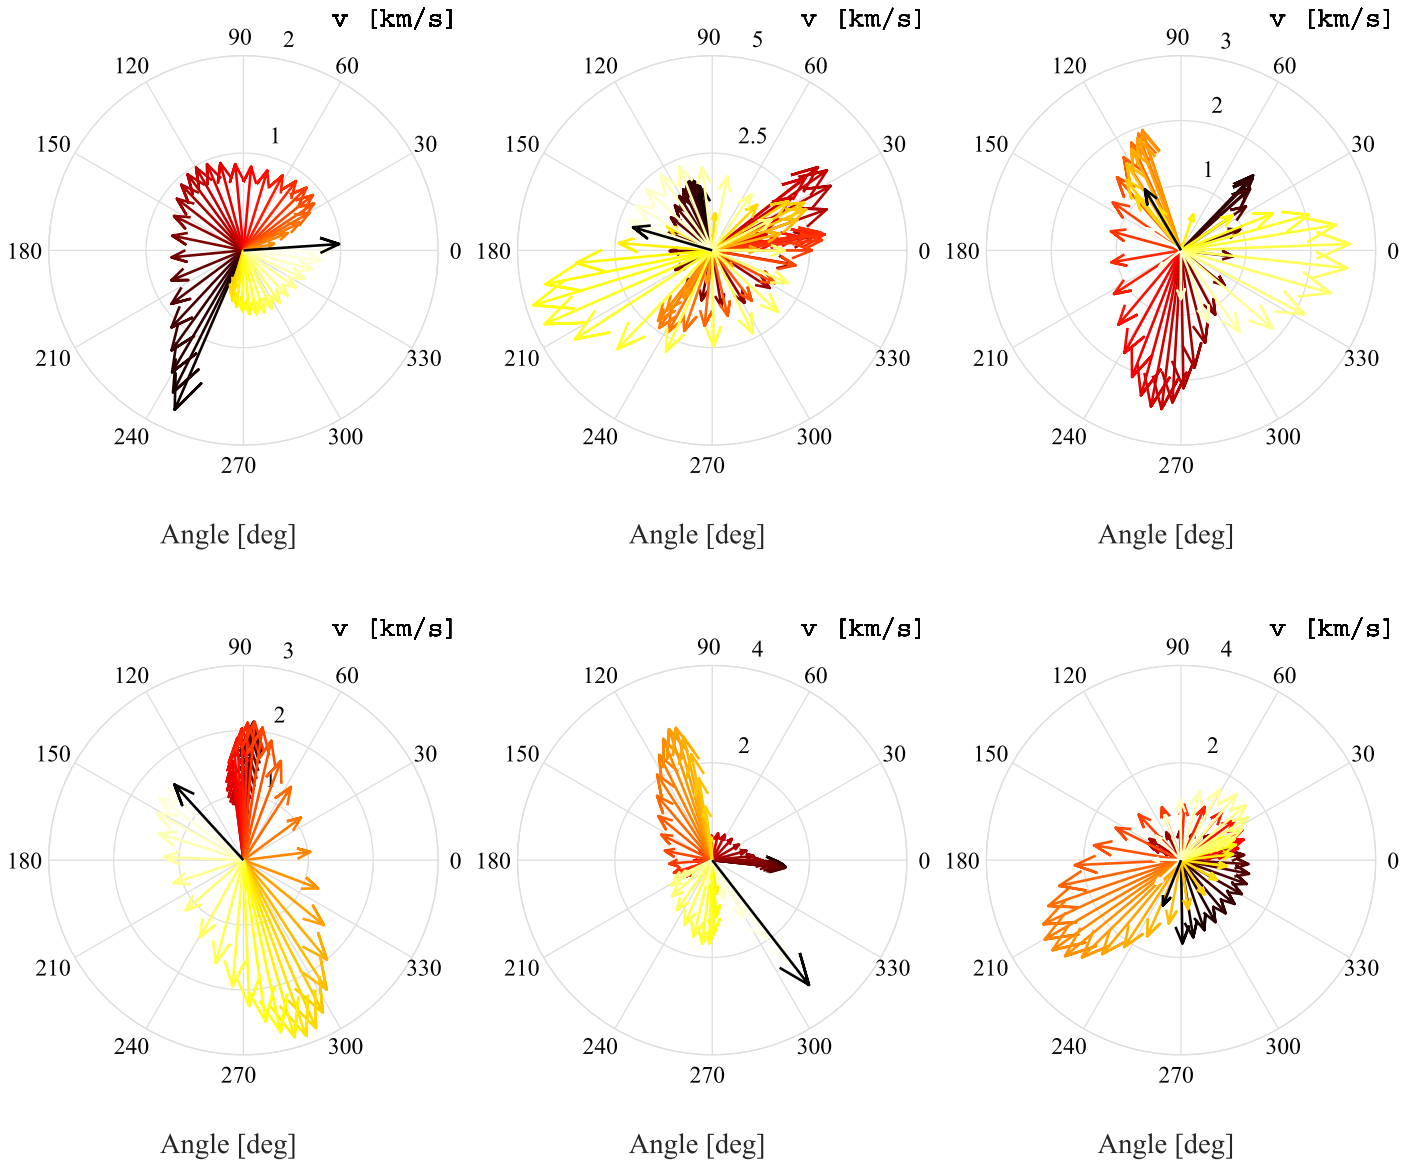 v [km/s] v [km/s] v [km/s]
90 2 90 5 90 3
120 60 120 60 120 60
1 2.5 2
150 30 150 30 150 30
1
180 0 180 0 180 0
210 330 210 330 210 330
240 300 240 300 240 300
270 270 270
Angle [deg] Angle [deg] Angle [deg]
v [km/s] v [km/s] v [km/s]
90 3 90 4 90 4
120 60 120 60 120 60
2 2 2
150 30 150 30 150 30
1
180 0 180 0 180 0
210 330 210 330 210 330
240 300 240 300 240 300
270 270 270
Angle [deg] Angle [deg] Angle [deg]